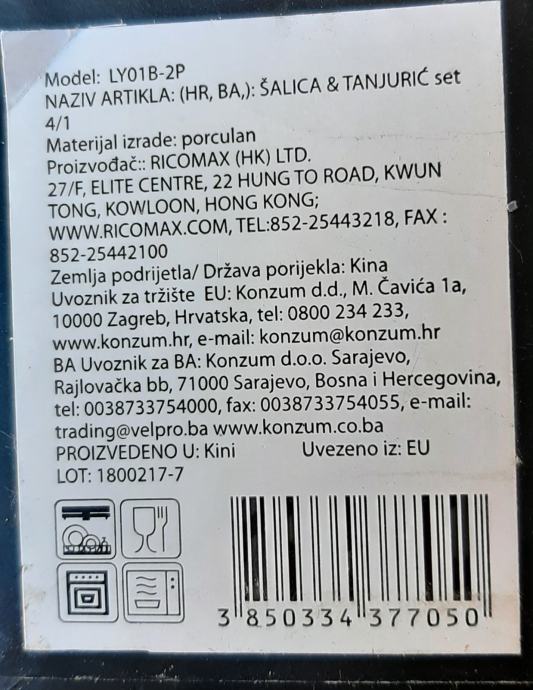 Model: LY01B-2P
NAZIV ARTIKLA: (HR, BA,): ŠALICA & TANJURIĆ set
4/1
Materijal izrade: porculan
Proizvođač:: RICOMAX (HK) LTD.
27/F, ELITE CENTRE, 22 HUNG TO ROAD, KWUN
TONG, KOWLOON, HONG KONG;
WWW.RICOMAX.COM, TEL:852-25443218, FAX :
852-25442100
Zemlja podrijetla/ Država porijekla: Kina
Uvoznik za tržište EU: Konzum d.d., M. Čavića 1a,
10000 Zagreb, Hrvatska, tel: 0800 234 233,
www.konzum.hr, e-mail: konzum@konzum.hr
BA Uvoznik za BA: Konzum d.o.o. Sarajevo,
Rajlovačka bb, 71000 Sarajevo, Bosna i Hercegovina,
tel: 0038733754000, fax: 0038733754055, e-mail:
trading@velpro.ba www.konzum.co.ba
PROIZVEDENO U: Kini Uvezeno iz: EU
LOT: 1800217-7
3 850334 377050